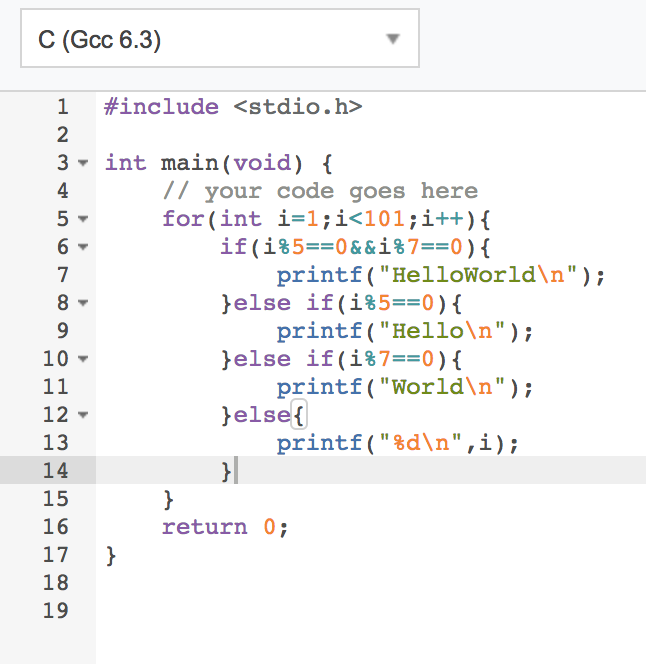 C (Gcc 6.3)
1 #include <stdio.h>
2
3 int main(void) {
4     // your code goes here
5     for(int i=1;i<101;i++){
6         if(i%5==0&&i%7==0){
7             printf("HelloWorld\n");
8         }else if(i%5==0){
9             printf("Hello\n");
10         }else if(i%7==0){
11             printf("World\n");
12         }else{
13             printf("%d\n",i);
14         }
15     }
16     return 0;
17 }
18
19